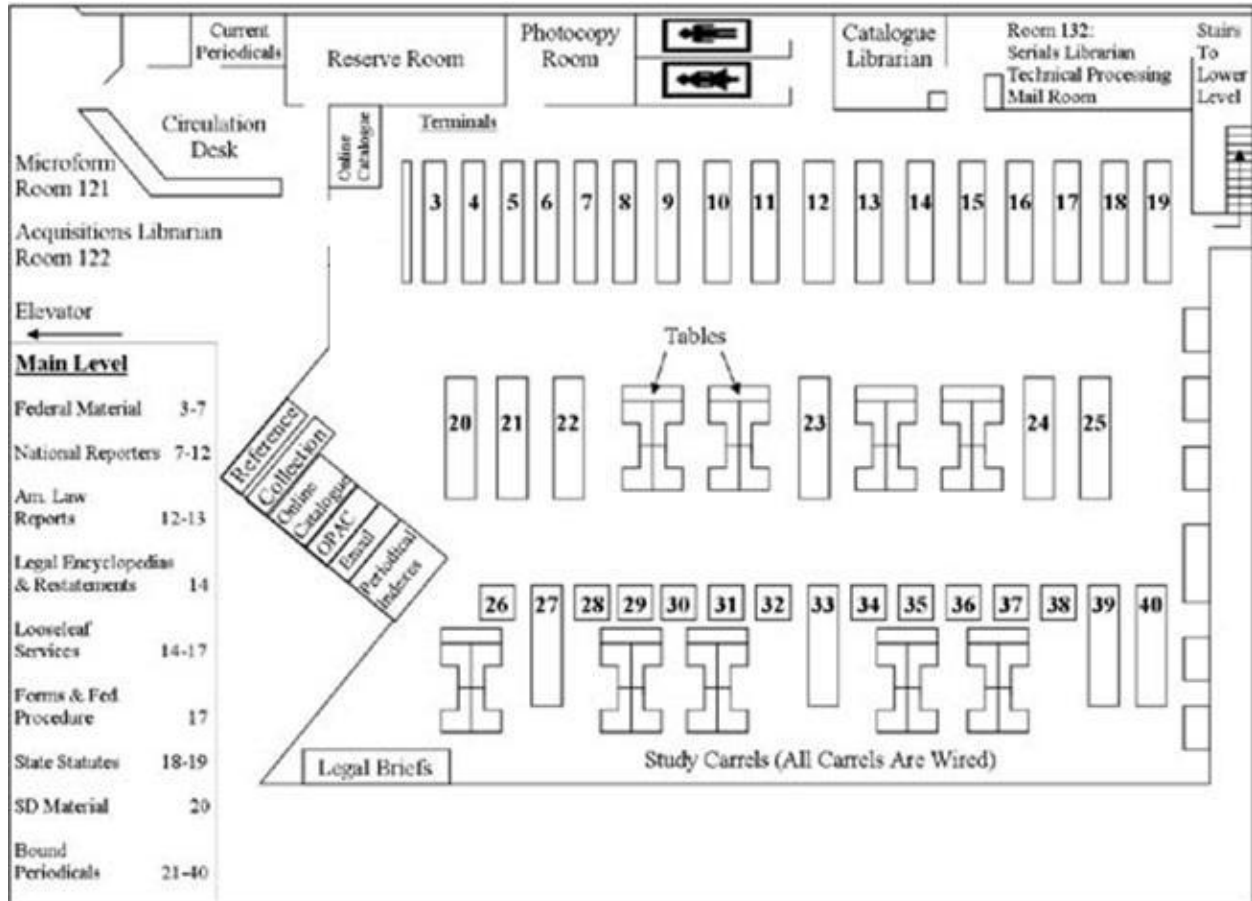 Current
Periodicals
Reserve Room
Photocopy
Room
Catalogue
Librarian
Room 132:
Serials Librarian
Technical Processing
Mail Room
Stairs
To
Lower
Level
Circulation
Desk
Online
Catalogue
Terminals
Microform
Room 121
Acquisitions Librarian
Room 122
Elevator
3 4 5 6 7 8 9 10 11 12 13 14 15 16 17 18 19
Tables
20 21 22 23 24 25
Reference
Collection
Online
Catalogue
OPAC
Email
Periodical
Indexes
26 27 28 29 30 31 32 33 34 35 36 37 38 39 40
Legal Briefs
Study Carrels (All Carrels Are Wired)
Main Level
Federal Material 3-7
National Reporters 7-12
Am. Law
Reports 12-13
Legal Encyclopedias
& Restatements 14
Looseleaf
Services 14-17
Forms & Fed.
Procedure 17
State Statutes 18-19
SD Material 20
Bound
Periodicals 21-40